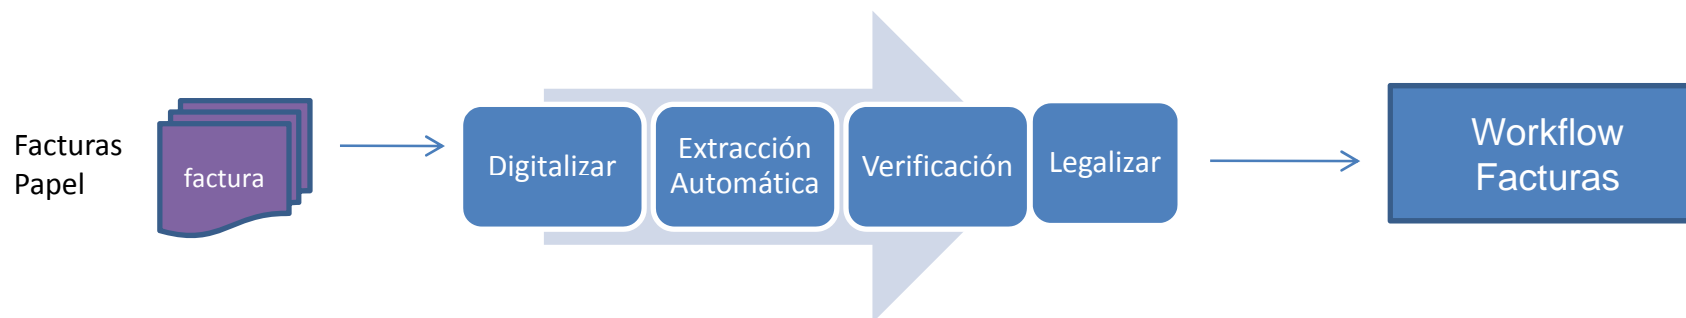 Facturas
Papel
factura
Digitalizar
Extracción
Automática
Verificación
Legalizar
Workflow
Facturas